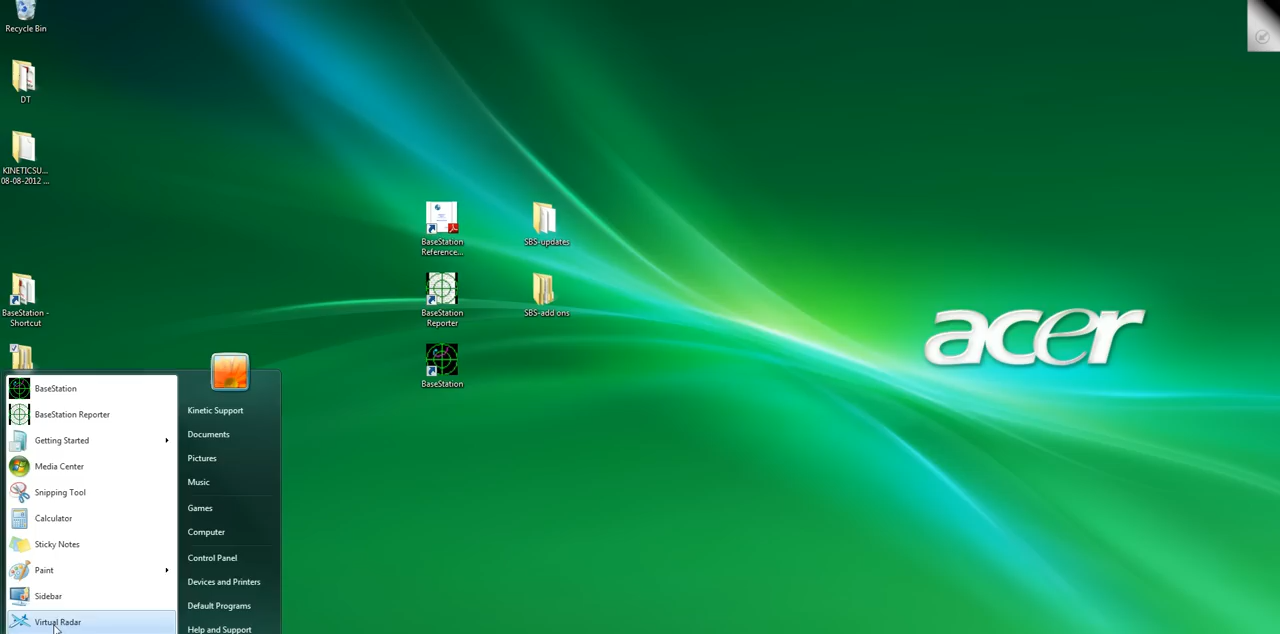 Recycle Bin
DT
KINETICSU...
08-08-2012 ...
BaseStation -
Shortcut
BaseStation
Reference...
BaseStation
Reporter
BaseStation
SBS-updates
SBS-add ons
acer
BaseStation
BaseStation Reporter
Getting Started
Media Center
Snipping Tool
Calculator
Sticky Notes
Paint
Sidebar
Virtual Radar
Kinetic Support
Documents
Pictures
Music
Games
Computer
Control Panel
Devices and Printers
Default Programs
Help and Support